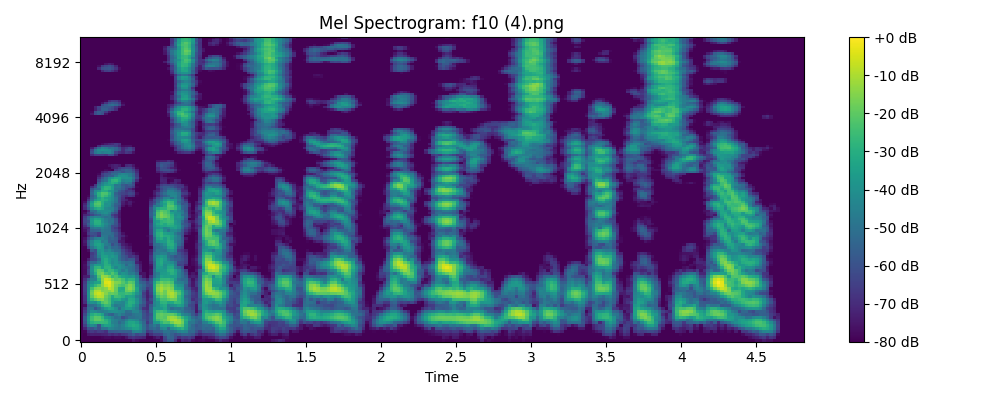 Mel Spectrogram: f10 (4).png
Hz
8192
4096
2048
1024
512
0
0 0.5 1 1.5 2 2.5 3 3.5 4 4.5
Time
+0 dB
-10 dB
-20 dB
-30 dB
-40 dB
-50 dB
-60 dB
-70 dB
-80 dB